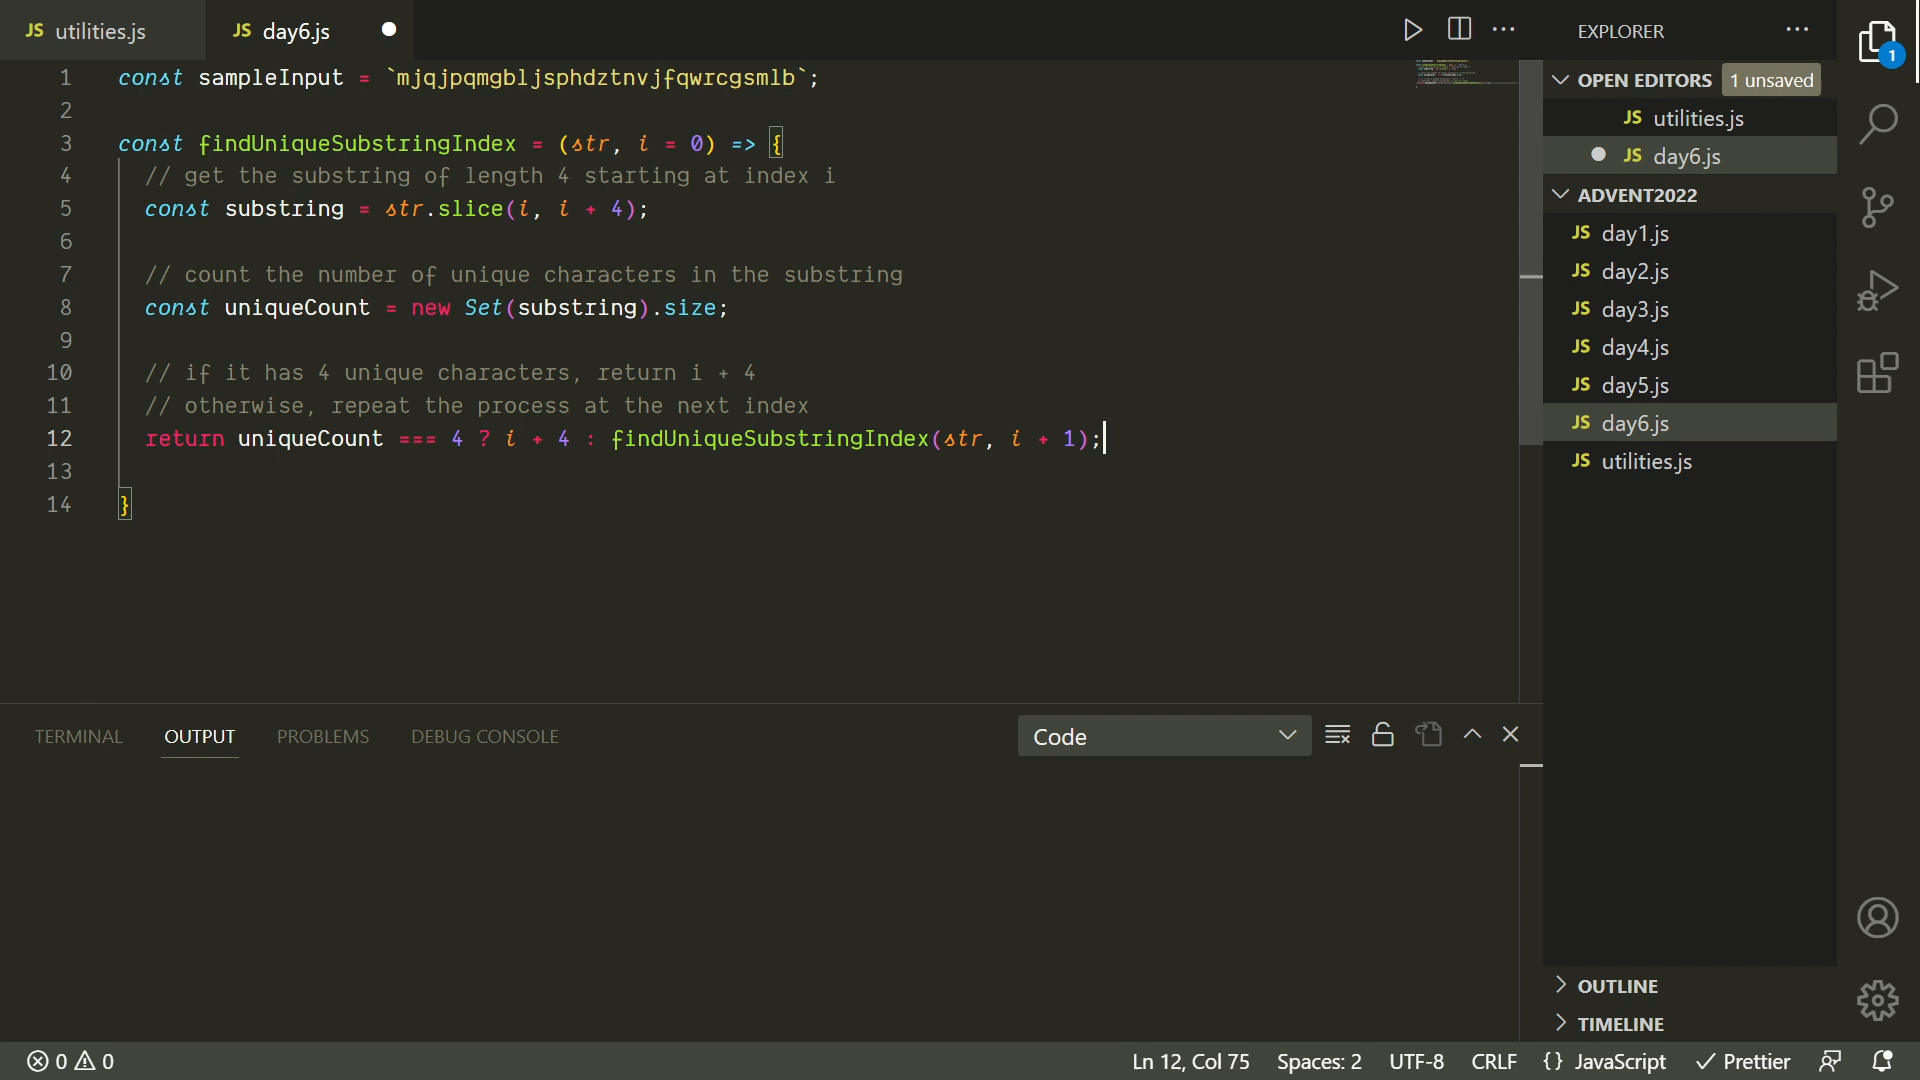 JS utilities.js
JS day6.js
1 const sampleInput = `mjqjpqmgbljsphdztnvjfqwrcgsmlb`;
2
3 const findUniqueSubstringIndex = (str, i = 0) => {
4 // get the substring of length 4 starting at index i
5 const substring = str.slice(i, i + 4);
6
7 // count the number of unique characters in the substring
8 const uniqueCount = new Set(substring).size;
9
10 // if it has 4 unique characters, return i + 4
11 // otherwise, repeat the process at the next index
12 return uniqueCount === 4 ? i + 4 : findUniqueSubstringIndex(str, i + 1);
13
14 }
EXPLORER
1
OPEN EDITORS 1 unsaved
JS utilities.js
JS day6.js
ADVENT2022
JS day1.js
JS day2.js
JS day3.js
JS day4.js
JS day5.js
JS day6.js
JS utilities.js
OUTLINE
TIMELINE
TERMINAL OUTPUT PROBLEMS DEBUG CONSOLE Code
0 0 Ln 12, Col 75 Spaces: 2 UTF-8 CRLF {} JavaScript Prettier